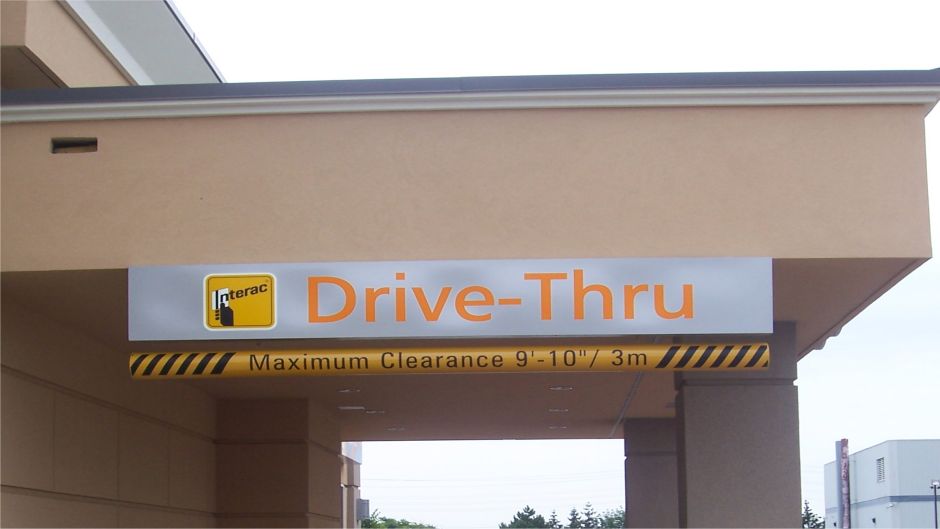 Interac
Drive-Thru
Maximum Clearance 9'-10"/ 3m